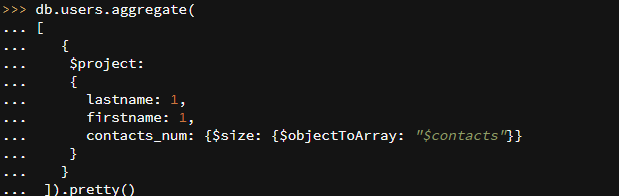 >>> db.users.aggregate(
... [
...    {
...     $project:
...     {
...       lastname: 1,
...       firstname: 1,
...       contacts_num: {$size: {$objectToArray: "$contacts"}}
...     }
...    }
...  ]).pretty()